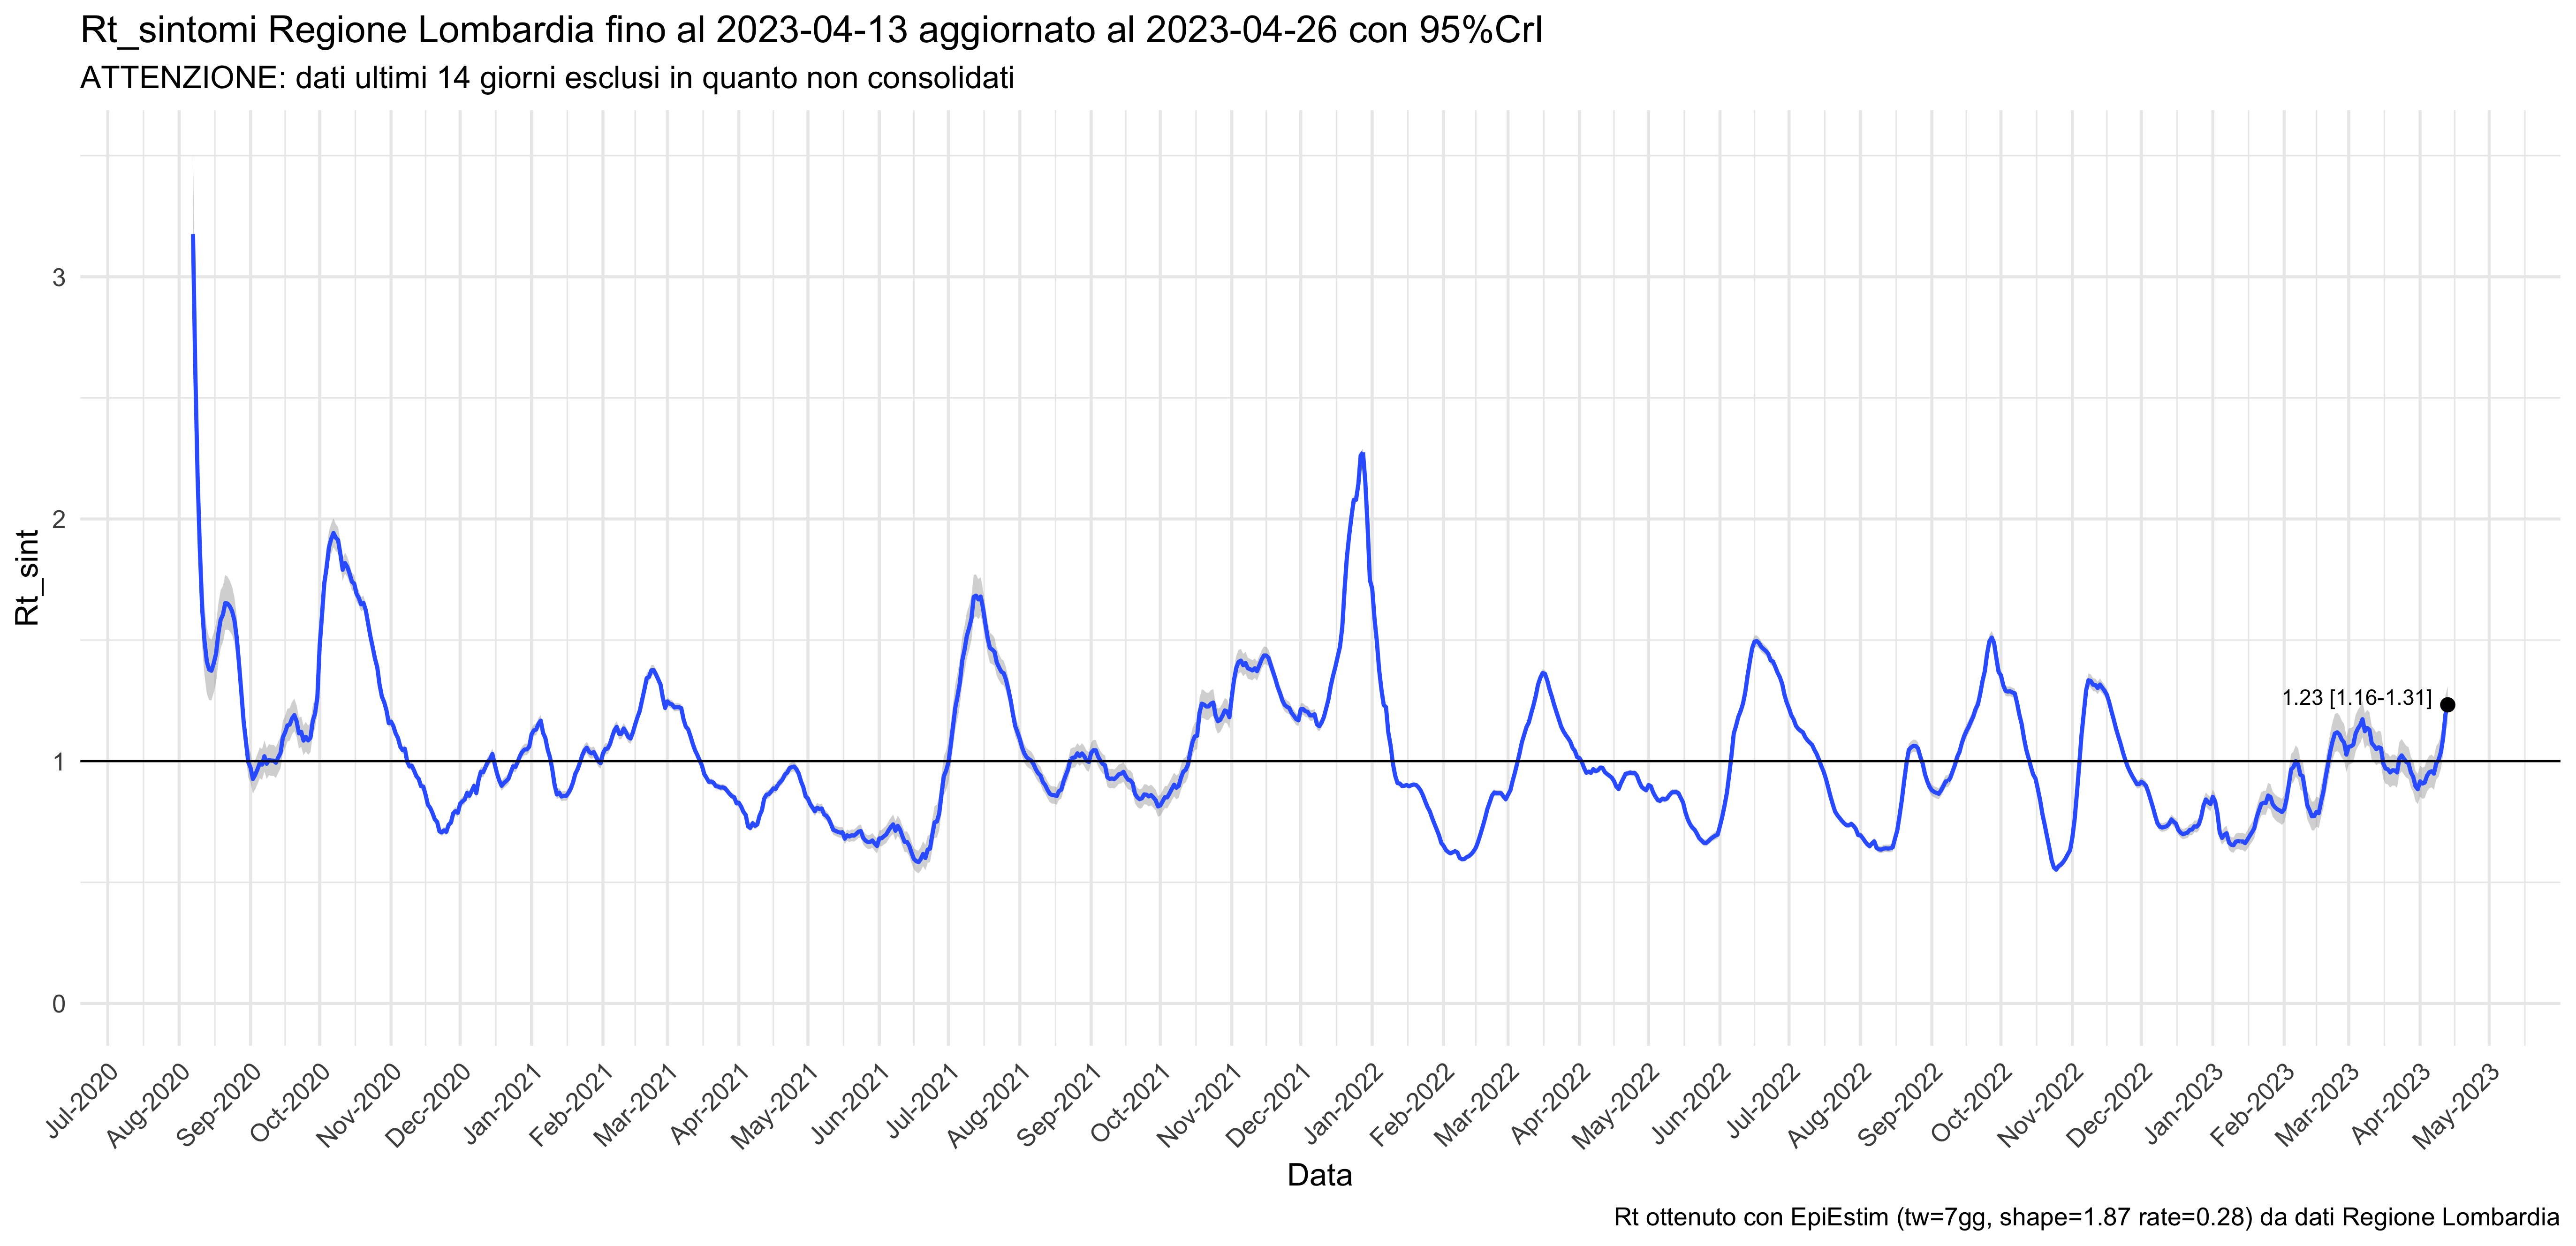 Rt_sintomi Regione Lombardia fino al 2023-04-13 aggiornato al 2023-04-26 con 95%CrI
ATTENZIONE: dati ultimi 14 giorni esclusi in quanto non consolidati
Rt_sint
3
2
1
0
1.23 [1.16-1.31]
Jul-2020
Aug-2020
Sep-2020
Oct-2020
Nov-2020
Dec-2020
Jan-2021
Feb-2021
Mar-2021
Apr-2021
May-2021
Jun-2021
Jul-2021
Aug-2021
Sep-2021
Oct-2021
Nov-2021
Dec-2021
Jan-2022
Feb-2022
Mar-2022
Apr-2022
May-2022
Jun-2022
Jul-2022
Aug-2022
Sep-2022
Oct-2022
Nov-2022
Dec-2022
Jan-2023
Feb-2023
Mar-2023
Apr-2023
May-2023
Data
Rt ottenuto con EpiEstim (tw=7gg, shape=1.87 rate=0.28) da dati Regione Lombardia